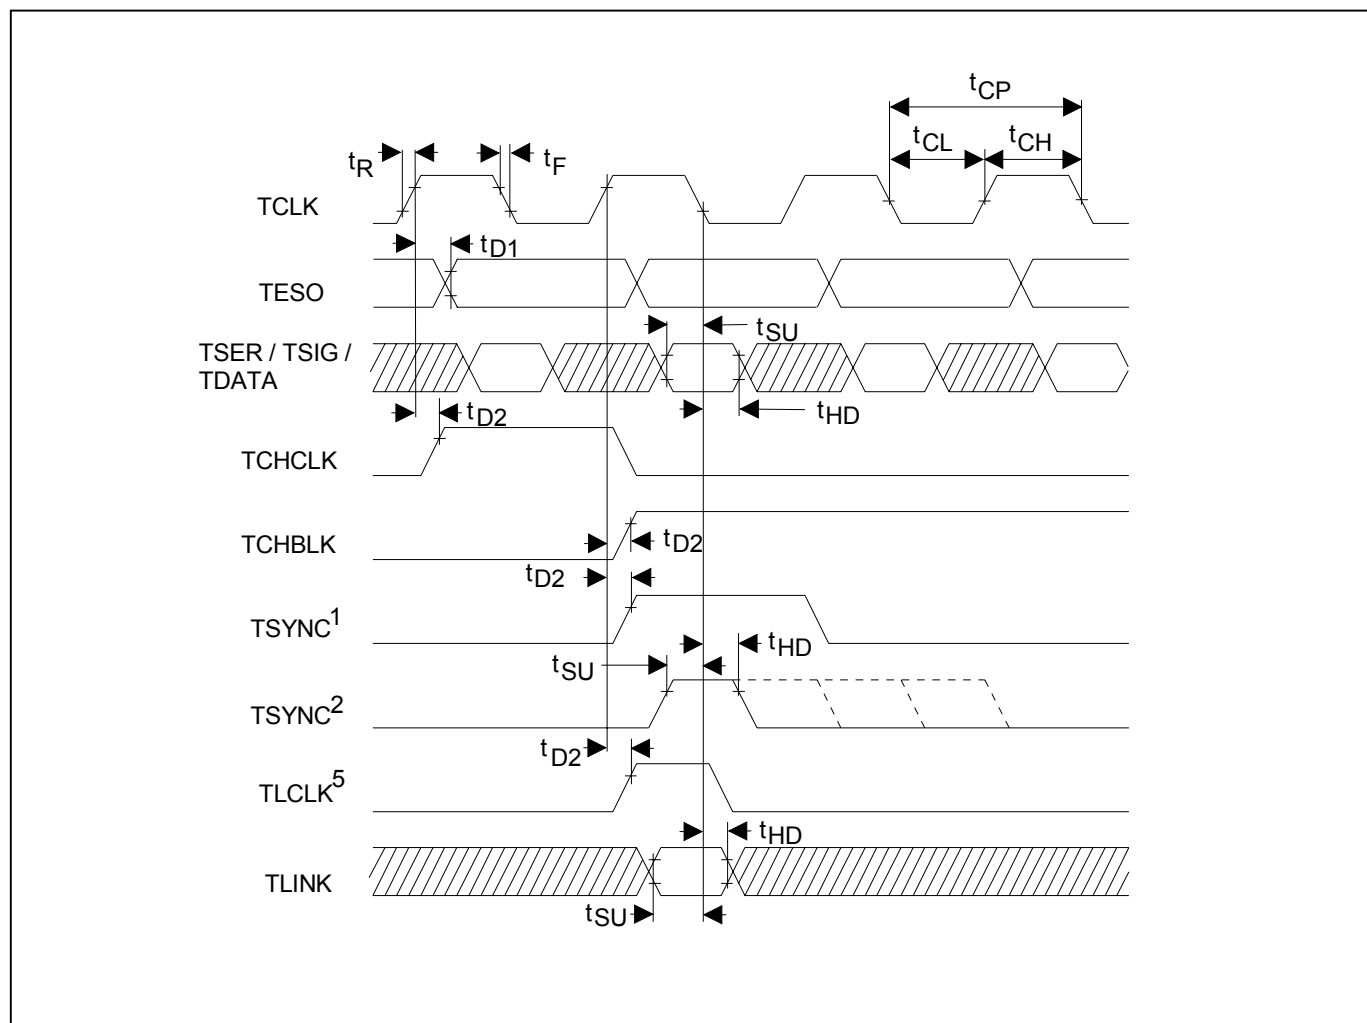 tCP
tCL tCH
tR tF
TCLK
tD1
TESO
tSU
TSER / TSIG /
TDATA
tD2 tHD
TCHCLK
TCHBLK tD2
tD2
TSYNC1
tHD
tSU
TSYNC2
tD2
TLCLK5
tHD
TLINK
tSU